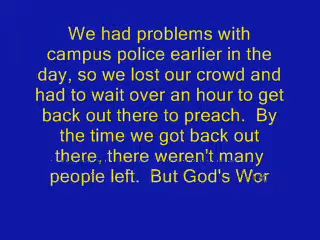 We had problems with
campus police earlier in the
day, so we lost our crowd and
had to wait over an hour to get
back out there to preach.  By
the time we got back out
there, there weren't many
people left.  But God's Wor